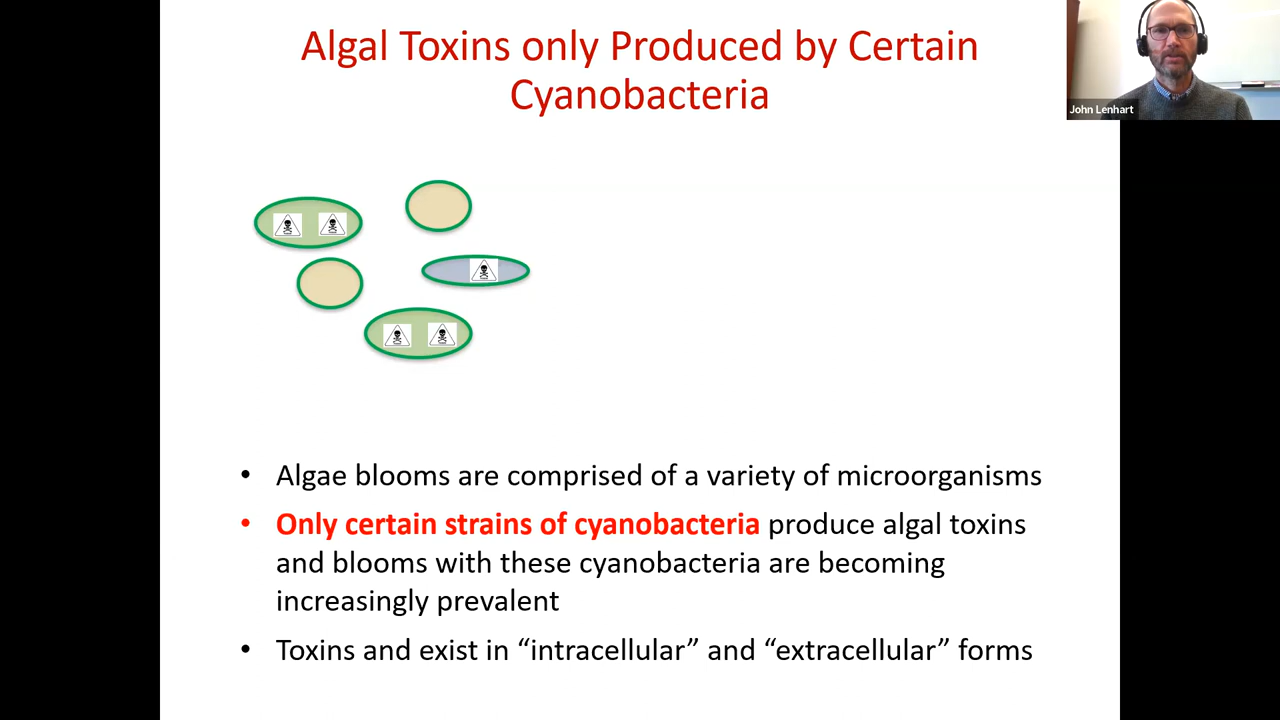 Algal Toxins only Produced by Certain
Cyanobacteria
John Lenhart
• Algae blooms are comprised of a variety of microorganisms
• Only certain strains of cyanobacteria produce algal toxins
and blooms with these cyanobacteria are becoming
increasingly prevalent
• Toxins and exist in “intracellular” and “extracellular” forms